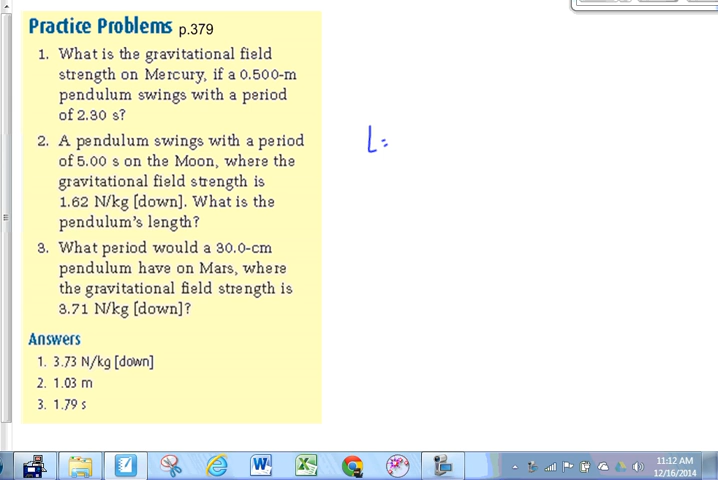 Practice Problems p.379
1. What is the gravitational field
strength on Mercury, if a 0.500-m
pendulum swings with a period
of 2.30 s?
2. A pendulum swings with a period
of 5.00 s on the Moon, where the
gravitational field strength is
1.62 N/kg [down]. What is the
pendulum's length?
3. What period would a 30.0-cm
pendulum have on Mars, where
the gravitational field strength is
3.71 N/kg [down]?
Answers
1. 3.73 N/kg [down]
2. 1.03 m
3. 1.79 s
L=
11:12 AM
12/16/2014